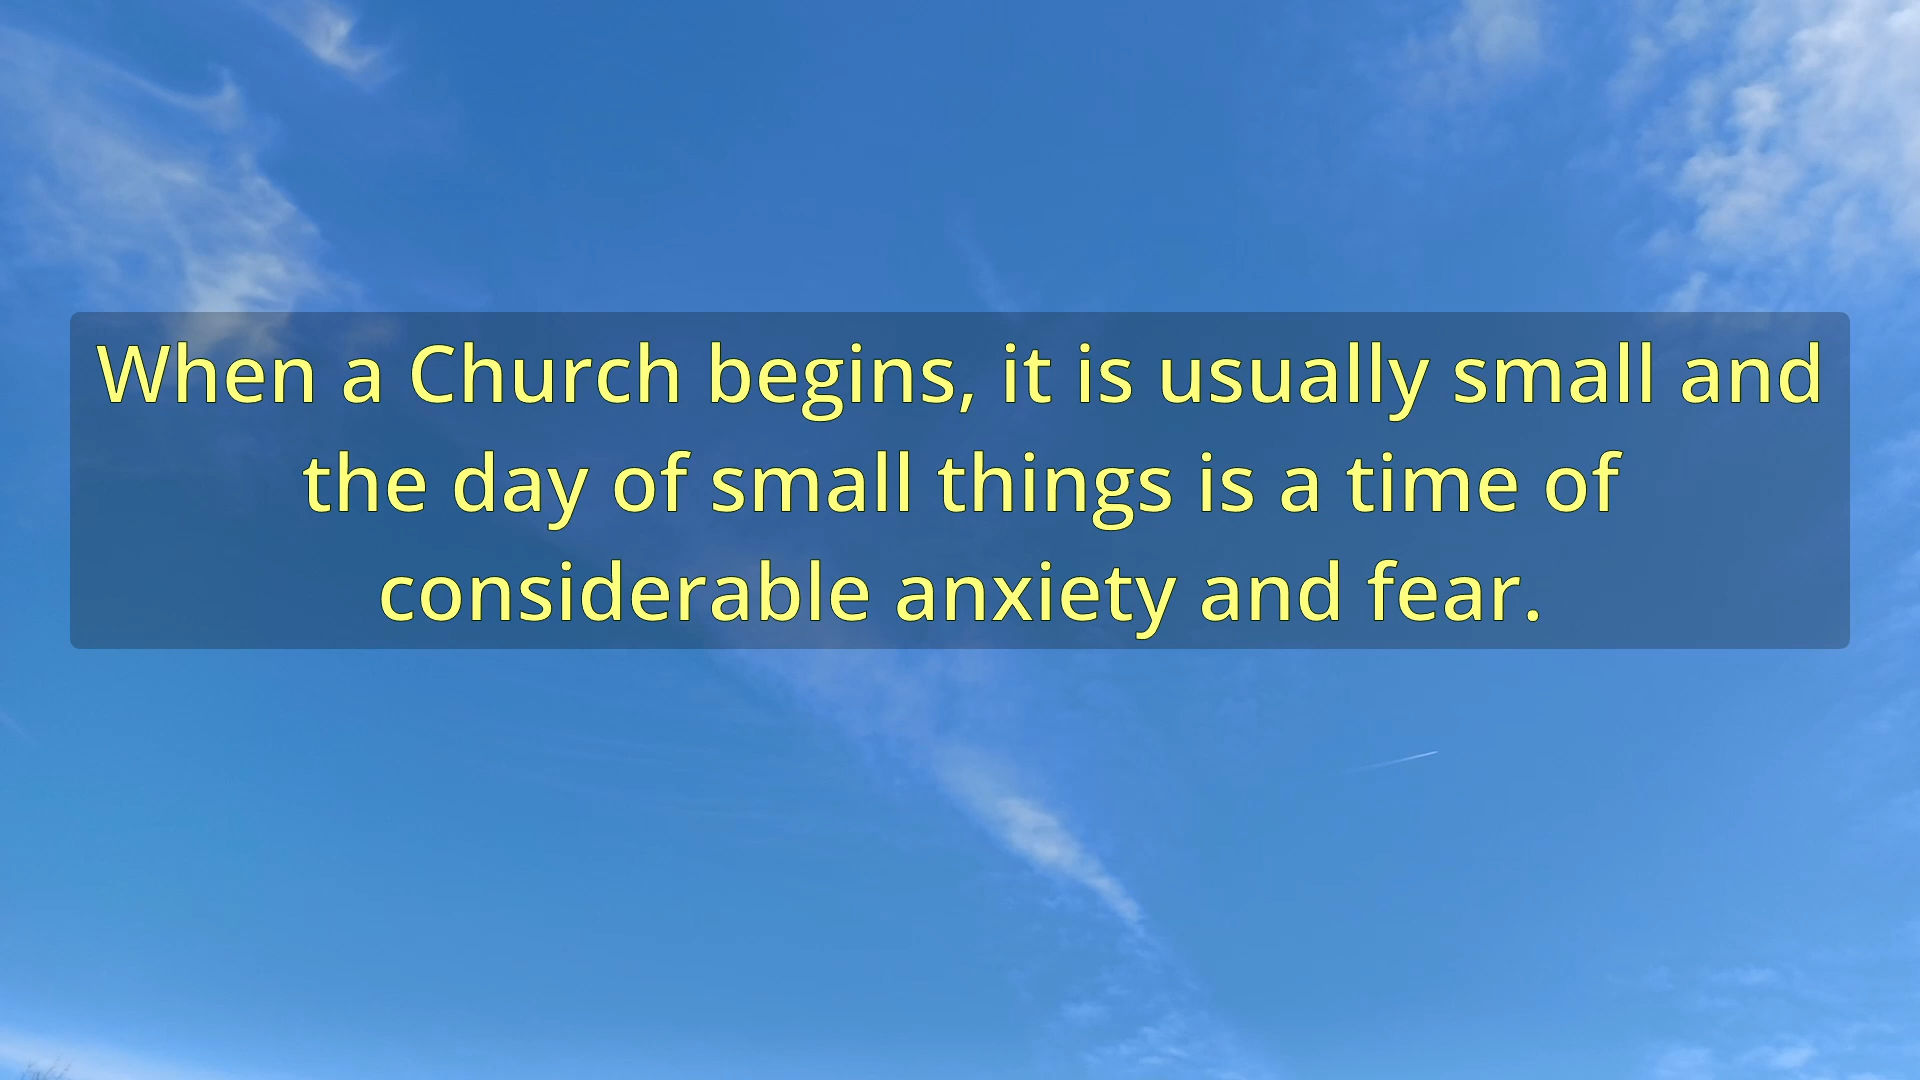 When a Church begins, it is usually small and
the day of small things is a time of
considerable anxiety and fear.